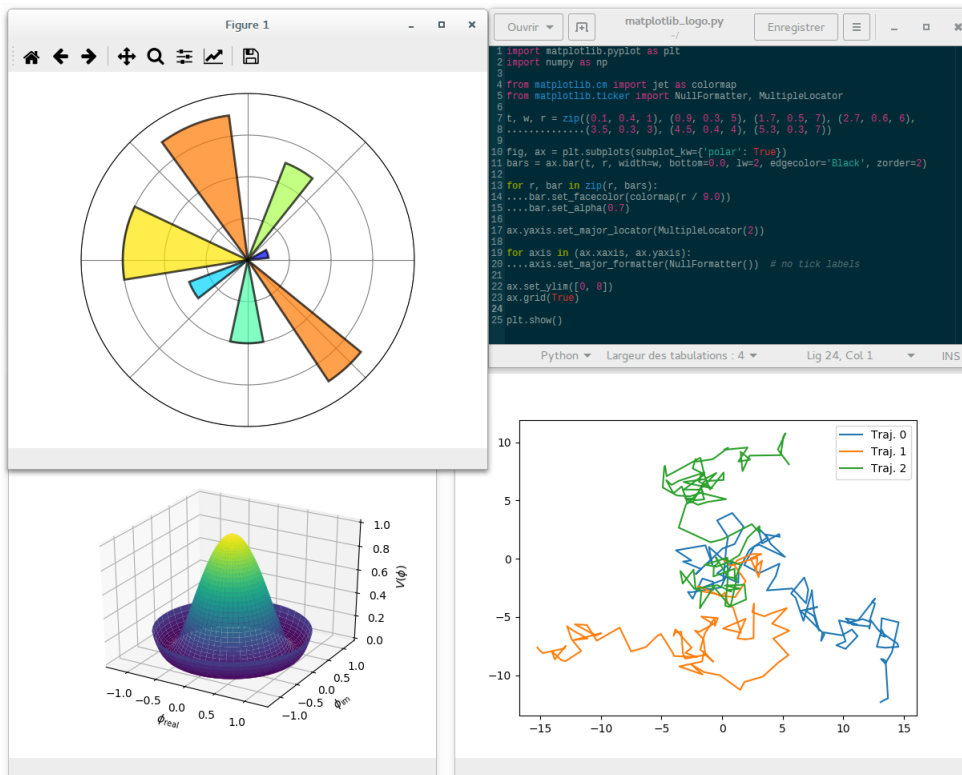 Figure 1
Ouvrir
matplotlib_logo.py
~/
Enregistrer
1 import matplotlib.pyplot as plt
2 import numpy as np
3
4 from matplotlib.cm import jet as colormap
5 from matplotlib.ticker import NullFormatter, MultipleLocator
6
7 t, w, r = zip((0.1, 0.4, 1), (0.9, 0.3, 5), (1.7, 0.5, 7), (2.7, 0.6, 6),
8 ..............(3.5, 0.3, 3), (4.5, 0.4, 4), (5.3, 0.3, 7))
9
10 fig, ax = plt.subplots(subplot_kw={'polar': True})
11 bars = ax.bar(t, r, width=w, bottom=0.0, lw=2, edgecolor='Black', zorder=2)
12
13 for r, bar in zip(r, bars):
14 ....bar.set_facecolor(colormap(r / 9.0))
15 ....bar.set_alpha(0.7)
16
17 ax.yaxis.set_major_locator(MultipleLocator(2))
18
19 for axis in (ax.xaxis, ax.yaxis):
20 ....axis.set_major_formatter(NullFormatter())  # no tick labels
21
22 ax.set_ylim([0, 8])
23 ax.grid(True)
24
25 plt.show()
Python
Largeur des tabulations : 4
Lig 24, Col 1
INS
1.0
0.8
0.6
0.4
0.2
0.0
V(ϕ)
−1.0
−0.5
0.0
0.5
1.0
ϕreal
1.0
0.5
0.0
−0.5
−1.0
ϕim
Traj. 0
Traj. 1
Traj. 2
10
5
0
−5
−10
−15
−10
−5
0
5
10
15